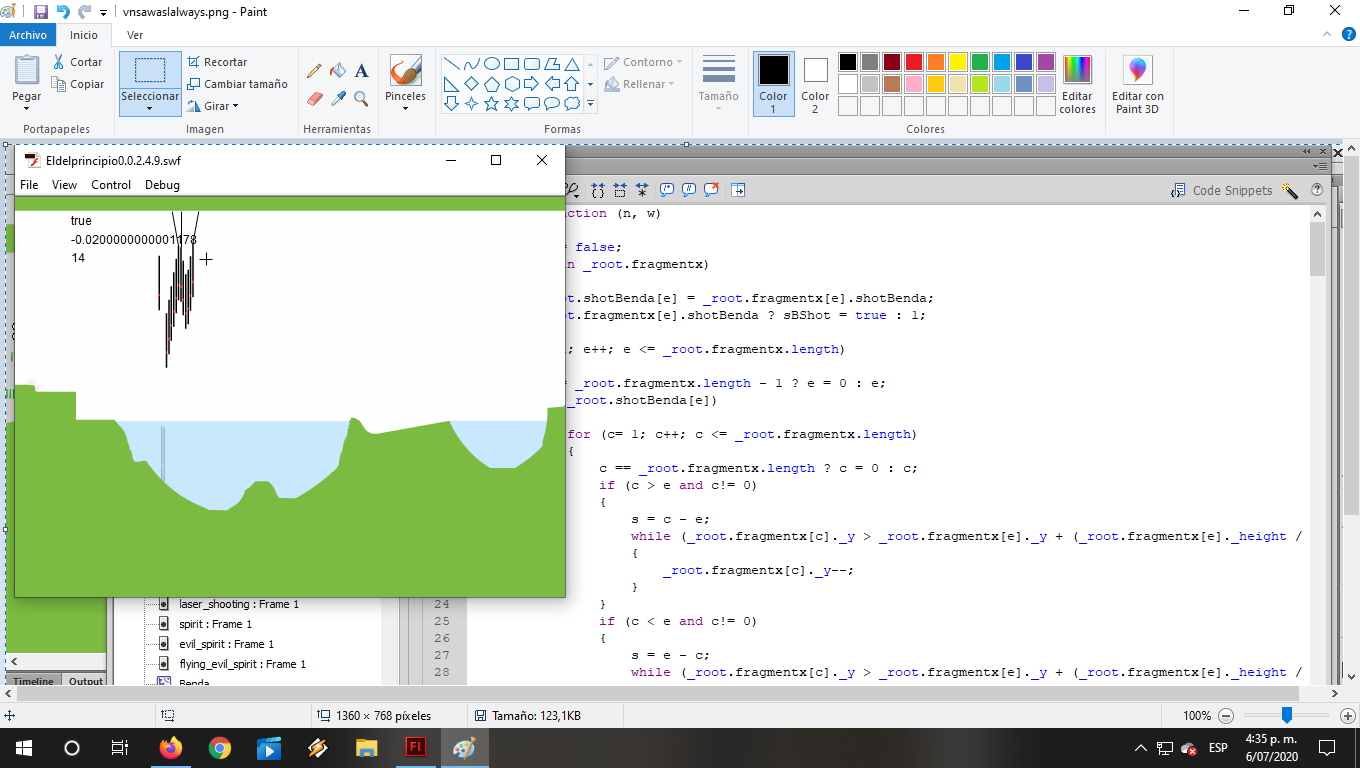 vnsawaslalways.png - Paint
Archivo Inicio Ver
Pegar
Cortar
Copiar
Portapapeles
Seleccionar
Recortar
Cambiar tamaño
Girar
Imagen
A
Herramientas
Pinceles
Contorno
Rellenar
Formas
Tamaño
Color 1
Color 2
Editar colores
Colores
Editar con Paint 3D
Eldelprincipio0.0.2.4.9.swf
File View Control Debug
true
-0.0200000000001178
14
Code Snippets
ction (n, w)
= false;
n _root.fragmentx)
t.shotBenda[e] = _root.fragmentx[e].shotBenda;
t.fragmentx[e].shotBenda ? sBShot = true : 1;
; e++; e <= _root.fragmentx.length)
= _root.fragmentx.length - 1 ? e = 0 : e;
_root.shotBenda[e])
for (c= 1; c++; c <= _root.fragmentx.length)
{
c == _root.fragmentx.length ? c = 0 : c;
if (c > e and c!= 0)
{
s = c - e;
while (_root.fragmentx[c]._y > _root.fragmentx[e]._y + (_root.fragmentx[e]._height /
{
_root.fragmentx[c]._y--;
}
24 }
25 if (c < e and c!= 0)
26 {
27 s = e - c;
28 while (_root.fragmentx[c]._y > _root.fragmentx[e]._y + (_root.fragmentx[e]._height /
laser_shooting : Frame 1
spirit : Frame 1
evil_spirit : Frame 1
flying_evil_spirit : Frame 1
Benda
Timeline Output
1360 × 768 píxeles
Tamaño: 123,1KB
100%
Fl
ESP
4:35 p. m.
6/07/2020